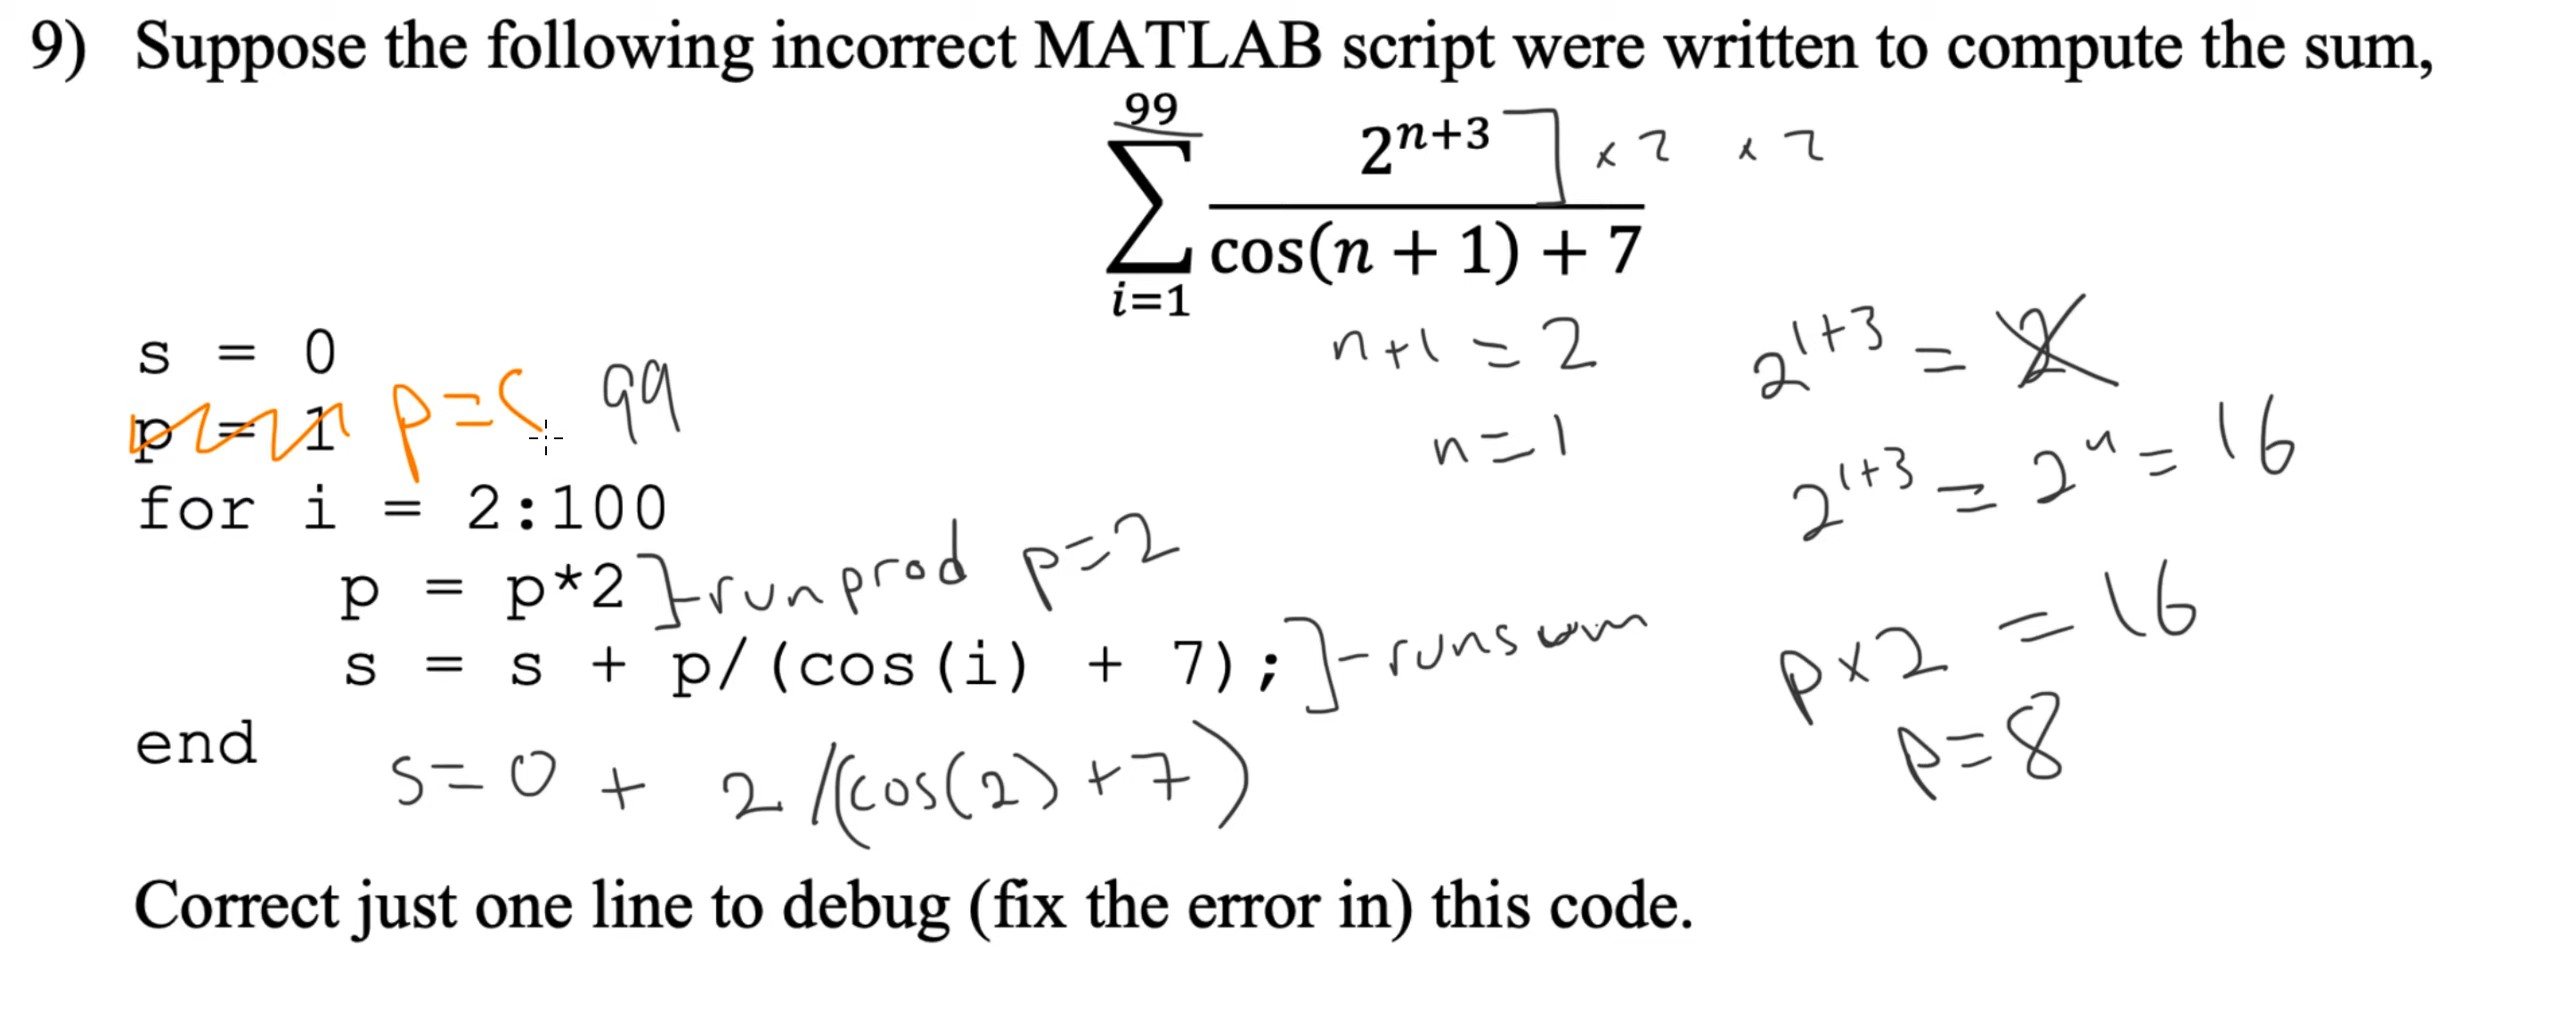 9) Suppose the following incorrect MATLAB script were written to compute the sum,
99
∑
i=1
2^{n+3} ] x 2 x 2
cos(n + 1) + 7
s = 0
p = 1 p= 99
for i = 2:100
p = p*2 }-run prod p=2
s = s + p/(cos(i) + 7); ]-runsum
end
s=0 + 2/(cos(2)+7)
n+1 = 2
n=1
2^{1+3} = 2
2^{1+3} = 2^4 = 16
p x 2 = 16
p=8
Correct just one line to debug (fix the error in) this code.